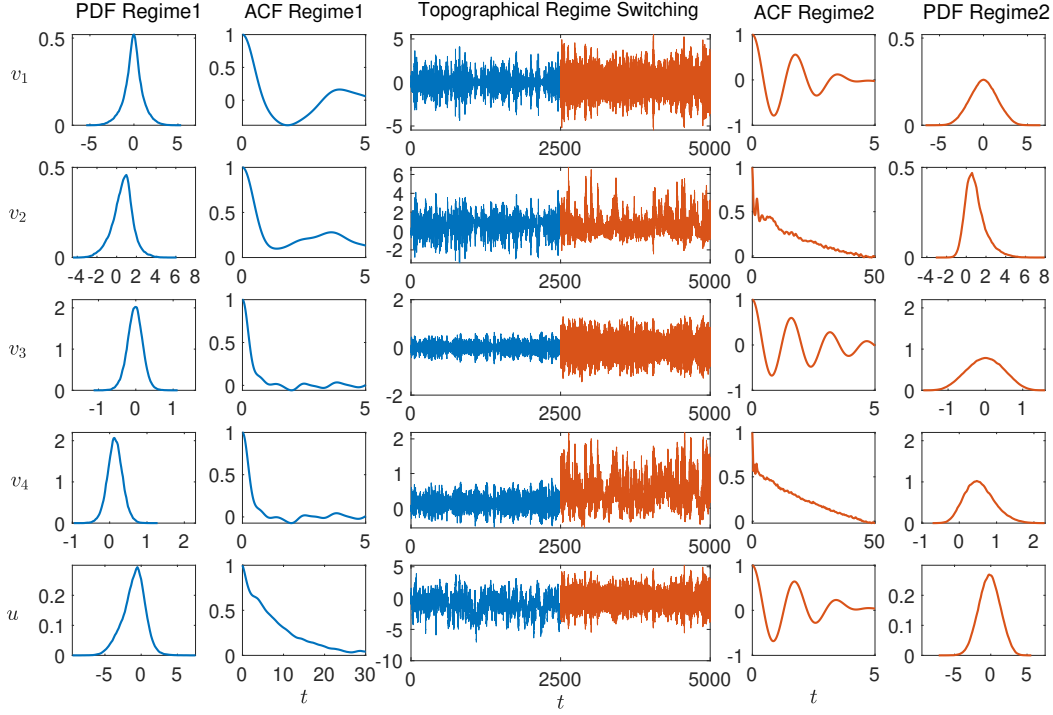 PDF Regime1 ACF Regime1 Topographical Regime Switching ACF Regime2 PDF Regime2
v1
0.5 0 -5 0 5
1 0.5 0 0 5
5 0 -5 0 2500 5000
1 0 -1 0 5
0.5 0 -5 0 5
v2
0.5 0 -4 -2 0 2 4 6 8
1 0.5 0 0 5
6 4 2 0 -2 0 2500 5000
1 0.5 0 0 50
0.5 0 -4 -2 0 2 4 6 8
v3
2 1 0 -1 0 1
1 0.5 0 0 5
2 0 -2 0 2500 5000
1 0 -1 0 5
2 1 0 -1 0 1
v4
2 1 0 -1 0 1 2
1 0.5 0 0 5
2 1 0 0 2500 5000
1 0.5 0 0 50
2 1 0 -1 0 1 2
u
0.2 0.1 0 -5 0 5
1 0.5 0 0 10 20 30
5 0 -5 -10 0 2500 5000
1 0 -1 0 5
0.2 0.1 0 -5 0 5
t t t